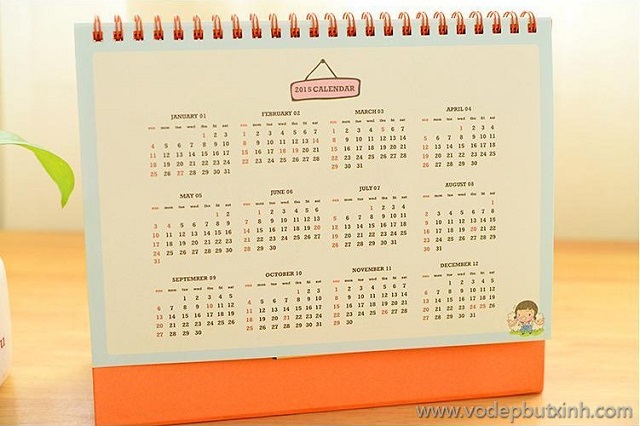 2015 CALENDAR
JANUARY 01
sun mon tue wed thu fri sat
1 2 3
4 5 6 7 8 9 10
11 12 13 14 15 16 17
18 19 20 21 22 23 24
25 26 27 28 29 30 31
FEBRUARY 02
sun mon tue wed thu fri sat
1 2 3 4 5 6 7
8 9 10 11 12 13 14
15 16 17 18 19 20 21
22 23 24 25 26 27 28
MARCH 03
sun mon tue wed thu fri sat
1 2 3 4 5 6 7
8 9 10 11 12 13 14
15 16 17 18 19 20 21
22 23 24 25 26 27 28
29 30 31
APRIL 04
sun mon tue wed thu fri sat
1 2 3 4
5 6 7 8 9 10 11
12 13 14 15 16 17 18
19 20 21 22 23 24 25
26 27 28 29 30
MAY 05
sun mon tue wed thu fri sat
1 2
3 4 5 6 7 8 9
10 11 12 13 14 15 16
17 18 19 20 21 22 23
24 25 26 27 28 29 30
31
JUNE 06
sun mon tue wed thu fri sat
1 2 3 4 5 6
7 8 9 10 11 12 13
14 15 16 17 18 19 20
21 22 23 24 25 26 27
28 29 30
JULY 07
sun mon tue wed thu fri sat
1 2 3 4
5 6 7 8 9 10 11
12 13 14 15 16 17 18
19 20 21 22 23 24 25
26 27 28 29 30 31
AUGUST 08
sun mon tue wed thu fri sat
1
2 3 4 5 6 7 8
9 10 11 12 13 14 15
16 17 18 19 20 21 22
23 24 25 26 27 28 29
30 31
SEPTEMBER 09
sun mon tue wed thu fri sat
1 2 3 4 5
6 7 8 9 10 11 12
13 14 15 16 17 18 19
20 21 22 23 24 25 26
27 28 29 30
OCTOBER 10
sun mon tue wed thu fri sat
1 2 3
4 5 6 7 8 9 10
11 12 13 14 15 16 17
18 19 20 21 22 23 24
25 26 27 28 29 30 31
NOVEMBER 11
sun mon tue wed thu fri sat
1 2 3 4 5 6 7
8 9 10 11 12 13 14
15 16 17 18 19 20 21
22 23 24 25 26 27 28
29 30
DECEMBER 12
sun mon tue wed thu fri sat
1 2 3 4 5
6 7 8 9 10 11 12
13 14 15 16 17 18 19
20 21 22 23 24 25 26
27 28 29 30 31
www.vodepbutxinh.com